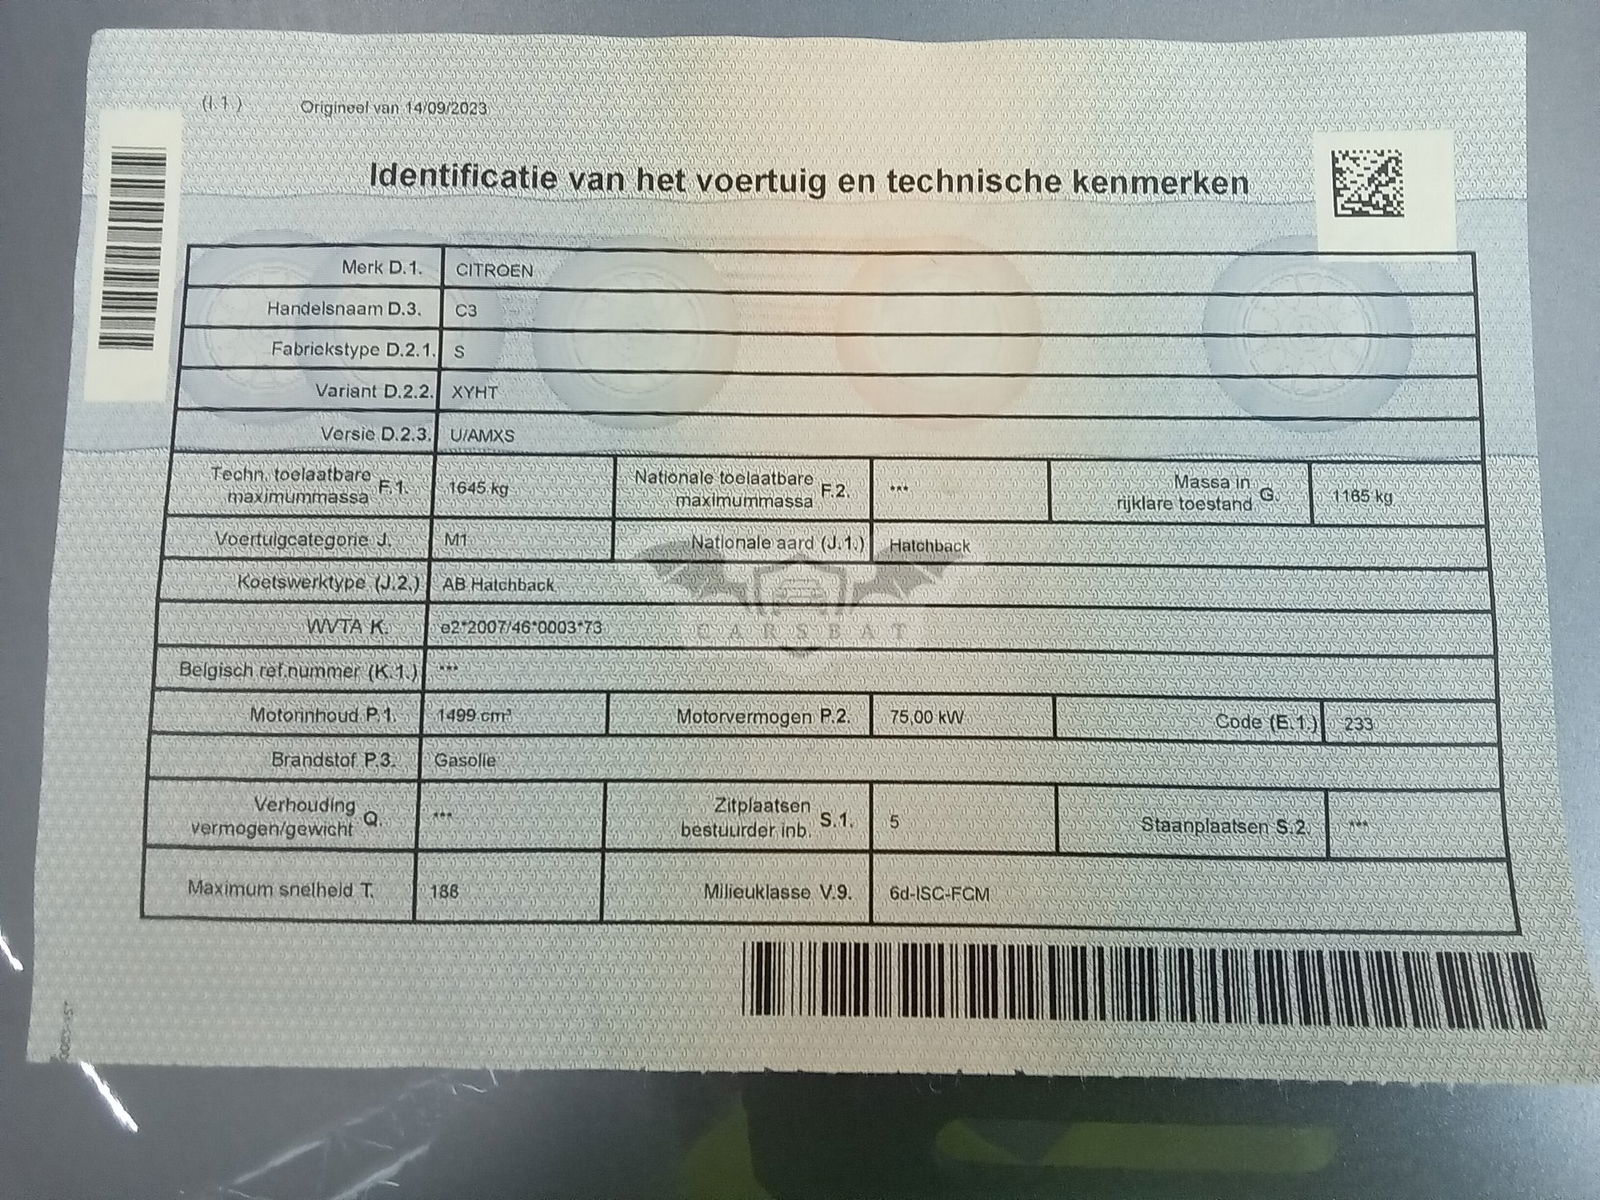 (I.1 ) Origineel van 14/09/2023
Identificatie van het voertuig en technische kenmerken
Merk D.1. CITROEN
Handelsnaam D.3. C3
Fabriekstype D.2.1. S
Variant D.2.2. XYHT
Versie D.2.3. U/AMXS
Techn. toelaatbare maximummassa F.1. 1645 kg Nationale toelaatbare maximummassa F.2. *** Massa in rijklare toestand G. 1165 kg
Voertuigcategorie J. M1 Nationale aard (J.1.) Hatchback
Koetswerktype (J.2.) AB Hatchback
WVTA K. e2*2007/46*0003*73
CARSBAT
Belgisch ref.nummer (K.1.) ***
Motorinhoud P.1. 1499 cm³ Motorvermogen P.2. 75,00 kW Code (E.1.) 233
Brandstof P.3. Gasolie
Verhouding vermogen/gewicht Q. *** Zitplaatsen bestuurder inb. S.1. 5 Staanplaatsen S.2. ***
Maximum snelheid T. 188 Milieuklasse V.9. 6d-ISC-FCM